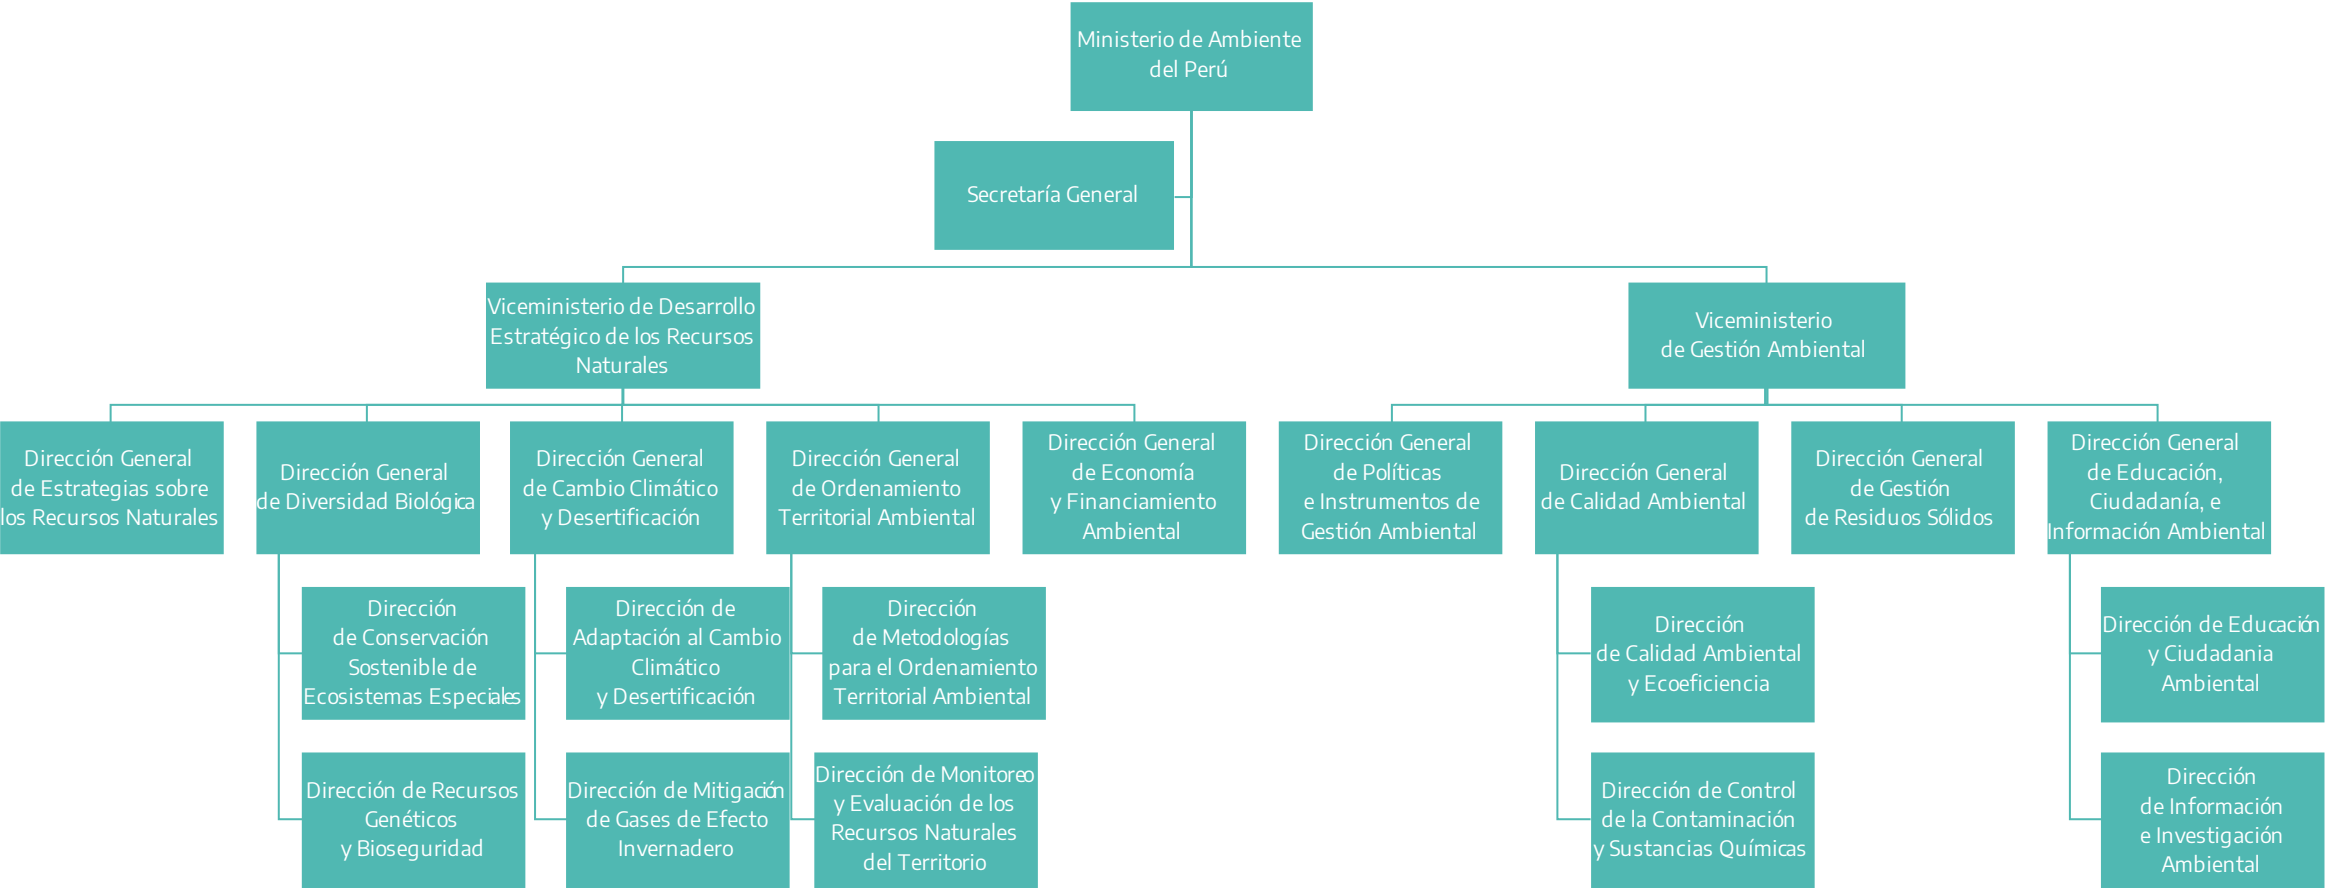 Ministerio de Ambiente
del Perú
Secretaría General
Viceministerio de Desarrollo
Estratégico de los Recursos
Naturales
Viceministerio
de Gestión Ambiental
Dirección General
de Estrategias sobre
los Recursos Naturales
Dirección General
de Diversidad Biológica
Dirección General
de Cambio Climático
y Desertificación
Dirección General
de Ordenamiento
Territorial Ambiental
Dirección General
de Economía
y Financiamiento
Ambiental
Dirección General
de Políticas
e Instrumentos de
Gestión Ambiental
Dirección General
de Calidad Ambiental
Dirección General
de Gestión
de Residuos Sólidos
Dirección General
de Educación,
Ciudadanía, e
Información Ambiental
Dirección
de Conservación
Sostenible de
Ecosistemas Especiales
Dirección de
Adaptación al Cambio
Climático
y Desertificación
Dirección
de Metodologías
para el Ordenamiento
Territorial Ambiental
Dirección
de Calidad Ambiental
y Ecoeficiencia
Dirección de Educación
y Ciudadania
Ambiental
Dirección de Recursos
Genéticos
y Bioseguridad
Dirección de Mitigación
de Gases de Efecto
Invernadero
Dirección de Monitoreo
y Evaluación de los
Recursos Naturales
del Territorio
Dirección de Control
de la Contaminación
y Sustancias Químicas
Dirección
de Información
e Investigación
Ambiental